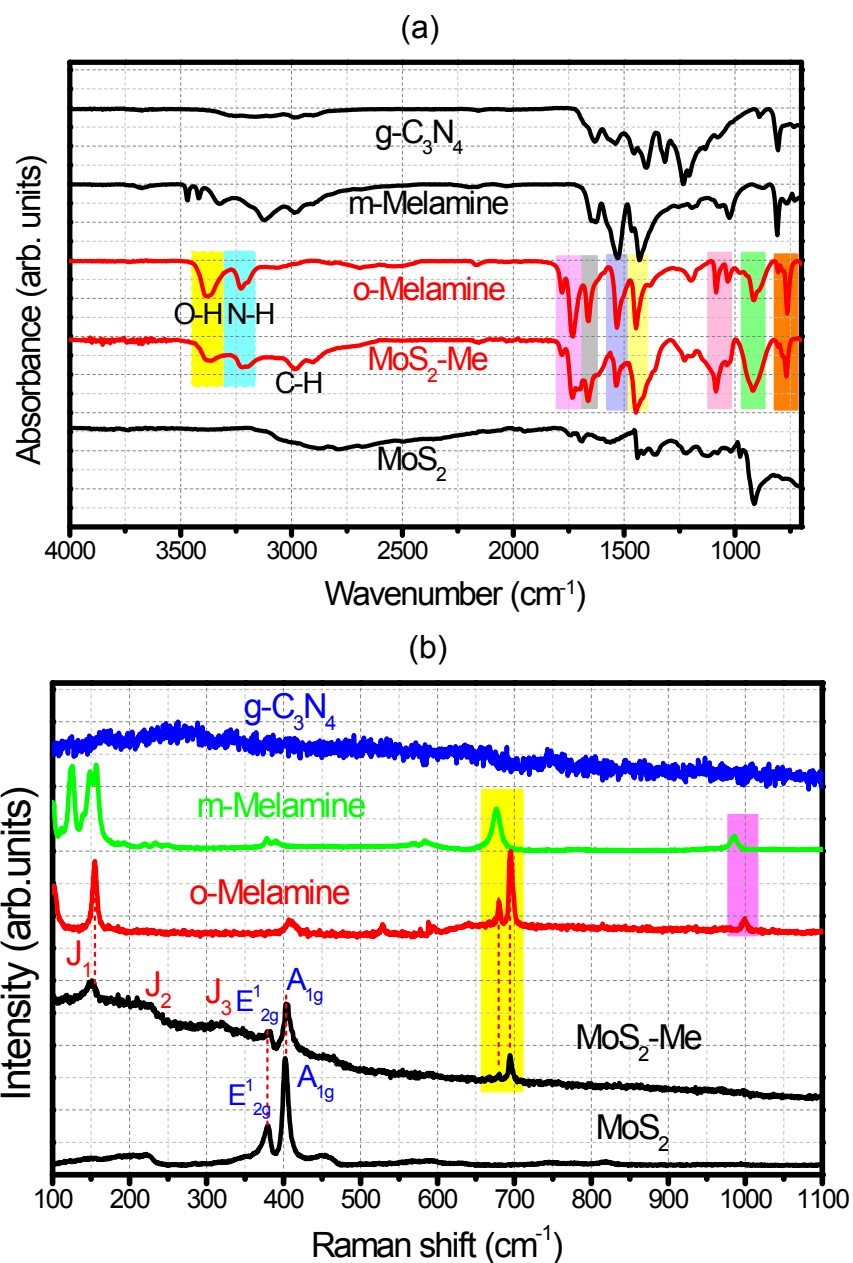 (a)
g-C₃N₄
m-Melamine
o-Melamine
O-H N-H
MoS₂-Me
C-H
MoS₂
Absorbance (arb. units)
4000 3500 3000 2500 2000 1500 1000
Wavenumber (cm⁻¹)
(b)
g-C₃N₄
m-Melamine
o-Melamine
J₁
J₂
J₃
E¹₂g
A₁g
MoS₂-Me
E¹₂g
A₁g
MoS₂
Intensity (arb.units)
100 200 300 400 500 600 700 800 900 1000 1100
Raman shift (cm⁻¹)